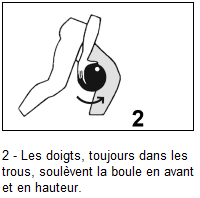 2
2 - Les doigts, toujours dans les
trous, soulèvent la boule en avant
et en hauteur.